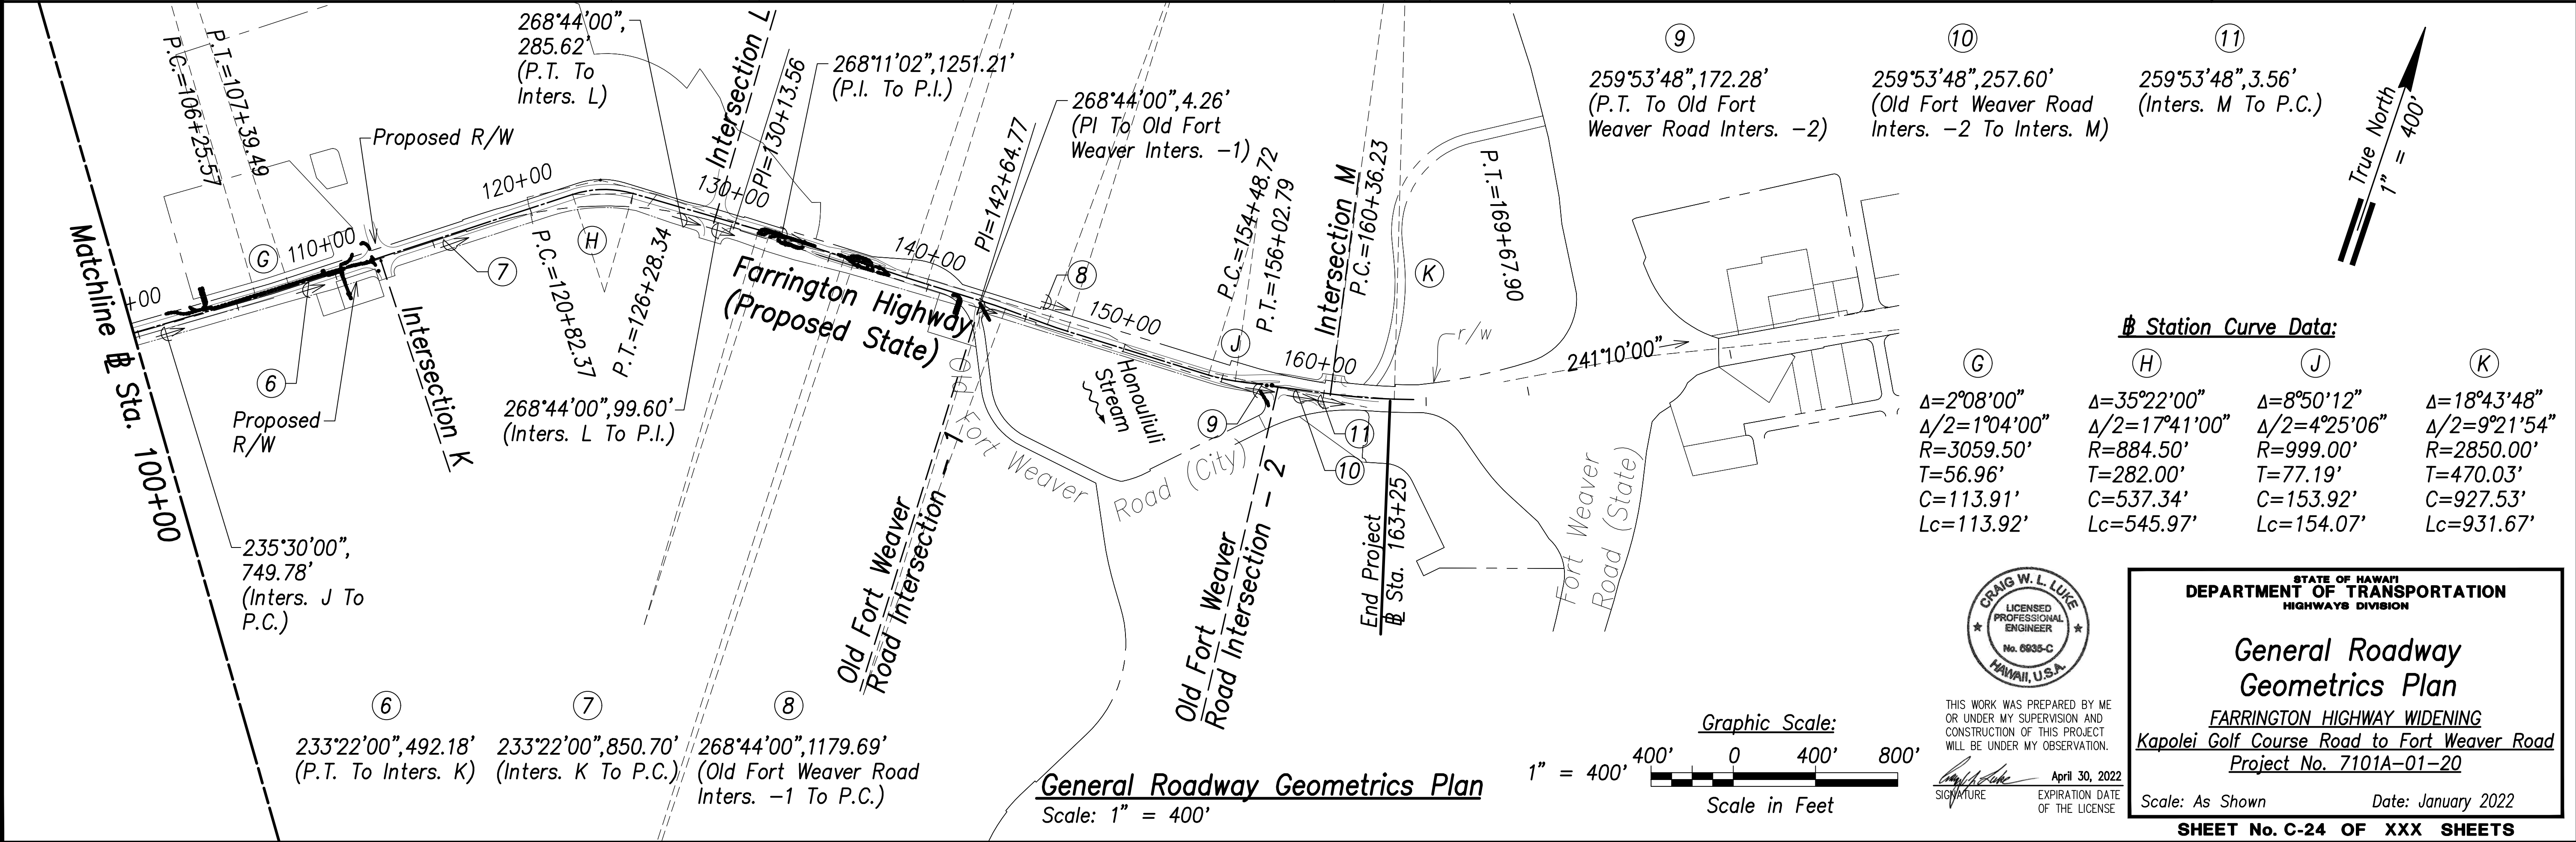 P.C.=106+25.57
P.T.=107+39.49
268°44'00",
285.62'
(P.T. To
Inters. L)
Intersection L
PI=130+13.56
268°11'02",1251.21'
(P.I. To P.I.)
268°44'00",4.26'
(PI To Old Fort
Weaver Inters. -1)
PI=142+64.77
P.C.=154+48.72
P.T.=156+02.79
Intersection M
P.C.=160+36.23
P.T.=169+67.90
9
259°53'48",172.28'
(P.T. To Old Fort
Weaver Road Inters. -2)
10
259°53'48",257.60'
(Old Fort Weaver Road
Inters. -2 To Inters. M)
11
259°53'48",3.56'
(Inters. M To P.C.)
True North
1" = 400'
Proposed R/W
Matchline ℄ Sta. 100+00
+00
G
110+00
120+00
H
7
P.C.=120+82.37
P.T.=126+28.34
130+00
140+00
Farrington Highway
(Proposed State)
8
150+00
Honouliuli
Stream
J
160+00
K
r/w
241°10'00"
6
Proposed
R/W
Intersection K
268°44'00",99.60'
(Inters. L To P.I.)
Old Fort Weaver
Road (City)
9
10
11
Old Fort Weaver
Road Intersection - 1
Old Fort Weaver
Road Intersection - 2
End Project
℄ Sta. 163+25
Fort Weaver
Road (State)
235°30'00",
749.78'
(Inters. J To
P.C.)
6
233°22'00",492.18'
(P.T. To Inters. K)
7
233°22'00",850.70'
(Inters. K To P.C.)
8
268°44'00",1179.69'
(Old Fort Weaver Road
Inters. -1 To P.C.)
General Roadway Geometrics Plan
Scale: 1" = 400'
Graphic Scale:
1" = 400'
400' 0 400' 800'
Scale in Feet
℄ Station Curve Data:
G
Δ=2°08'00"
Δ/2=1°04'00"
R=3059.50'
T=56.96'
C=113.91'
Lc=113.92'
H
Δ=35°22'00"
Δ/2=17°41'00"
R=884.50'
T=282.00'
C=537.34'
Lc=545.97'
J
Δ=8°50'12"
Δ/2=4°25'06"
R=999.00'
T=77.19'
C=153.92'
Lc=154.07'
K
Δ=18°43'48"
Δ/2=9°21'54"
R=2850.00'
T=470.03'
C=927.53'
Lc=931.67'
CRAIG W. L. LUKE
LICENSED
PROFESSIONAL
ENGINEER
No. 6935-C
HAWAII, U.S.A.
THIS WORK WAS PREPARED BY ME
OR UNDER MY SUPERVISION AND
CONSTRUCTION OF THIS PROJECT
WILL BE UNDER MY OBSERVATION.
April 30, 2022
SIGNATURE
EXPIRATION DATE
OF THE LICENSE
STATE OF HAWAI'I
DEPARTMENT OF TRANSPORTATION
HIGHWAYS DIVISION
General Roadway
Geometrics Plan
FARRINGTON HIGHWAY WIDENING
Kapolei Golf Course Road to Fort Weaver Road
Project No. 7101A-01-20
Scale: As Shown Date: January 2022
SHEET No. C-24 OF XXX SHEETS